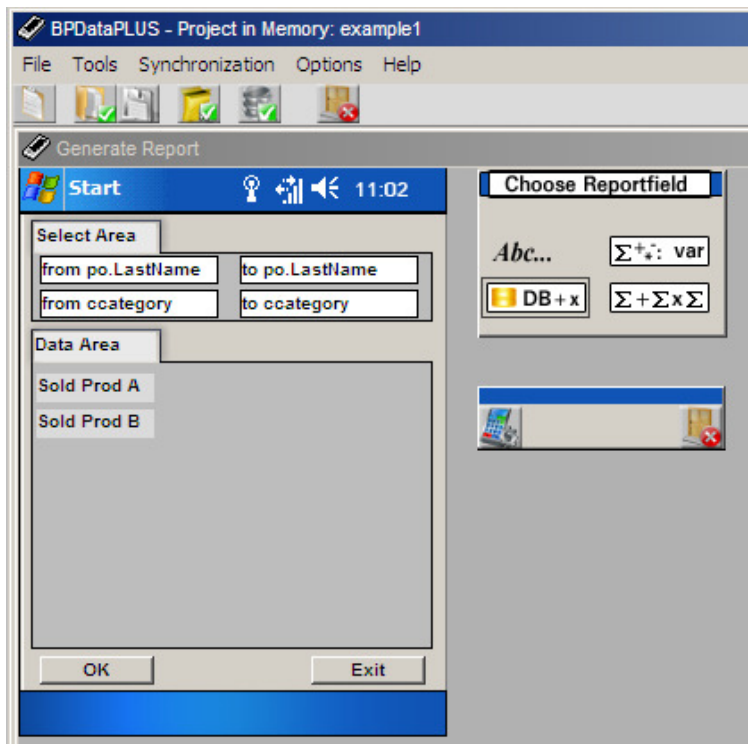 BPDataPLUS - Project in Memory: example1
File Tools Synchronization Options Help
Generate Report
Start 11:02
Choose Reportfield
Select Area
Abc... Σ+-*: var
from po.LastName to po.LastName
DB+x Σ+Σ×Σ
from ccategory to ccategory
Data Area
Sold Prod A
Sold Prod B
OK Exit